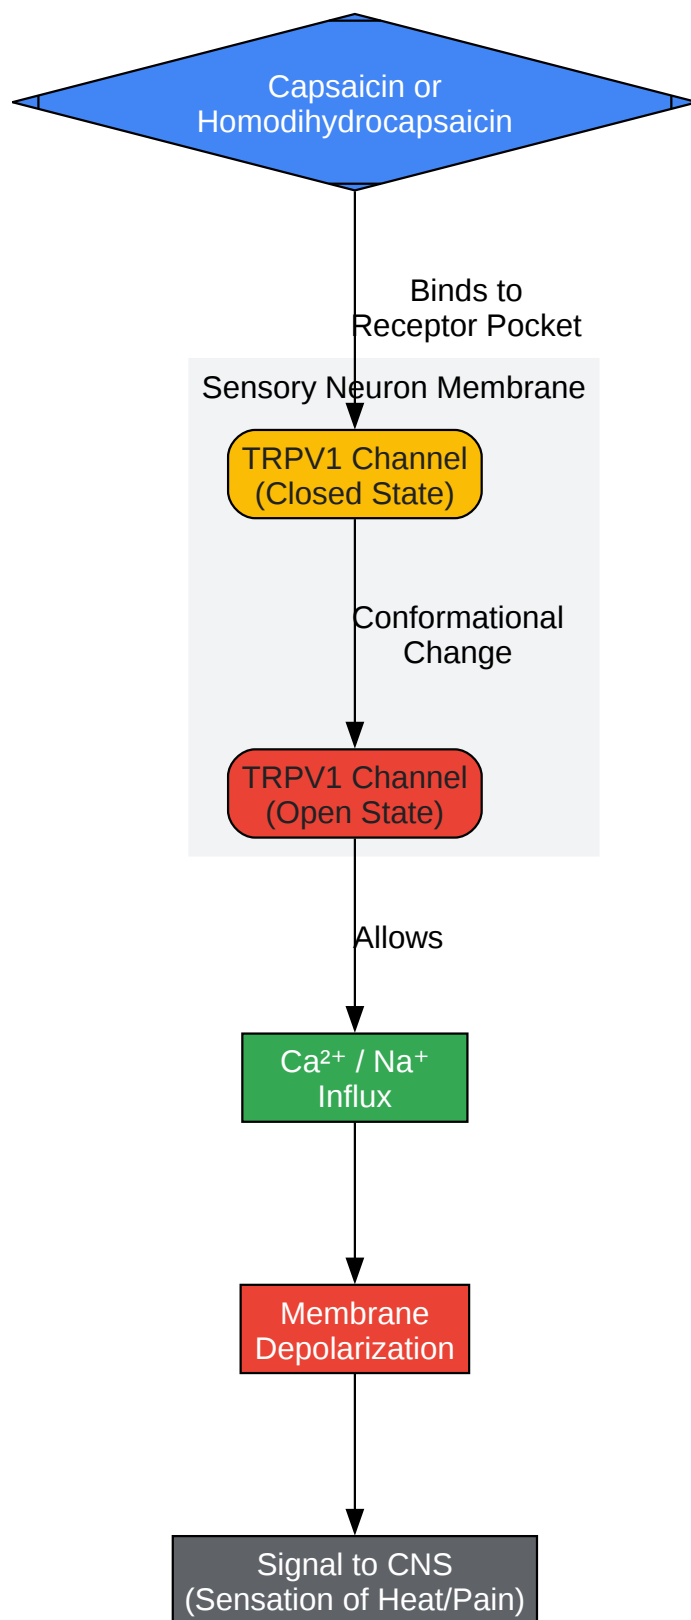 Capsaicin or
Homodihydrocapsaicin
Binds to
Receptor Pocket
Sensory Neuron Membrane
TRPV1 Channel
(Closed State)
Conformational
Change
TRPV1 Channel
(Open State)
Allows
Ca²⁺ / Na⁺
Influx
Membrane
Depolarization
Signal to CNS
(Sensation of Heat/Pain)